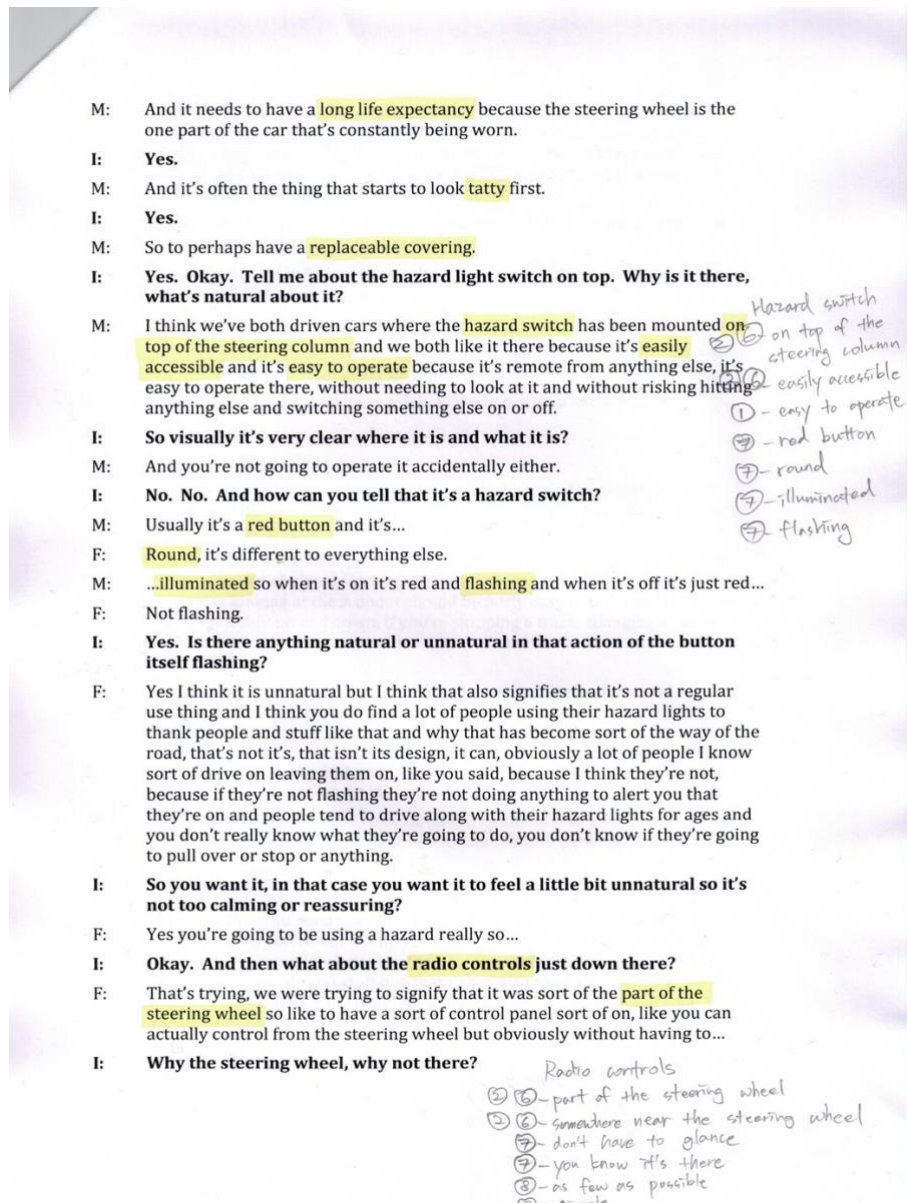 M: And it needs to have a long life expectancy because the steering wheel is the
one part of the car that's constantly being worn.
I: Yes.
M: And it's often the thing that starts to look tatty first.
I: Yes.
M: So to perhaps have a replaceable covering.
I: Yes. Okay. Tell me about the hazard light switch on top. Why is it there,
what's natural about it?
M: I think we've both driven cars where the hazard switch has been mounted on
top of the steering column and we both like it there because it's easily
accessible and it's easy to operate because it's remote from anything else, it's
easy to operate there, without needing to look at it and without risking hitting
anything else and switching something else on or off.
Hazard switch
② ⑥ - on top of the
steering column
② ⑥ - easily accessible
① - easy to operate
⑦ - red button
⑦ - round
⑦ - illuminated
⑦ - flashing
I: So visually it's very clear where it is and what it is?
M: And you're not going to operate it accidentally either.
I: No. No. And how can you tell that it's a hazard switch?
M: Usually it's a red button and it's...
F: Round, it's different to everything else.
M: ...illuminated so when it's on it's red and flashing and when it's off it's just red...
F: Not flashing.
I: Yes. Is there anything natural or unnatural in that action of the button
itself flashing?
F: Yes I think it is unnatural but I think that also signifies that it's not a regular
use thing and I think you do find a lot of people using their hazard lights to
thank people and stuff like that and why that has become sort of the way of the
road, that's not it's, that isn't its design, it can, obviously a lot of people I know
sort of drive on leaving them on, like you said, because I think they're not,
because if they're not flashing they're not doing anything to alert you that
they're on and people tend to drive along with their hazard lights for ages and
you don't really know what they're going to do, you don't know if they're going
to pull over or stop or anything.
I: So you want it, in that case you want it to feel a little bit unnatural so it's
not too calming or reassuring?
F: Yes you're going to be using a hazard really so...
I: Okay. And then what about the radio controls just down there?
F: That's trying, we were trying to signify that it was sort of the part of the
steering wheel so like to have a sort of control panel sort of on, like you can
actually control from the steering wheel but obviously without having to...
I: Why the steering wheel, why not there?
Radio controls
② ⑥ - part of the steering wheel
② ⑥ - somewhere near the steering wheel
⑦ - don't have to glance
⑦ - you know it's there
⑧ - as few as possible